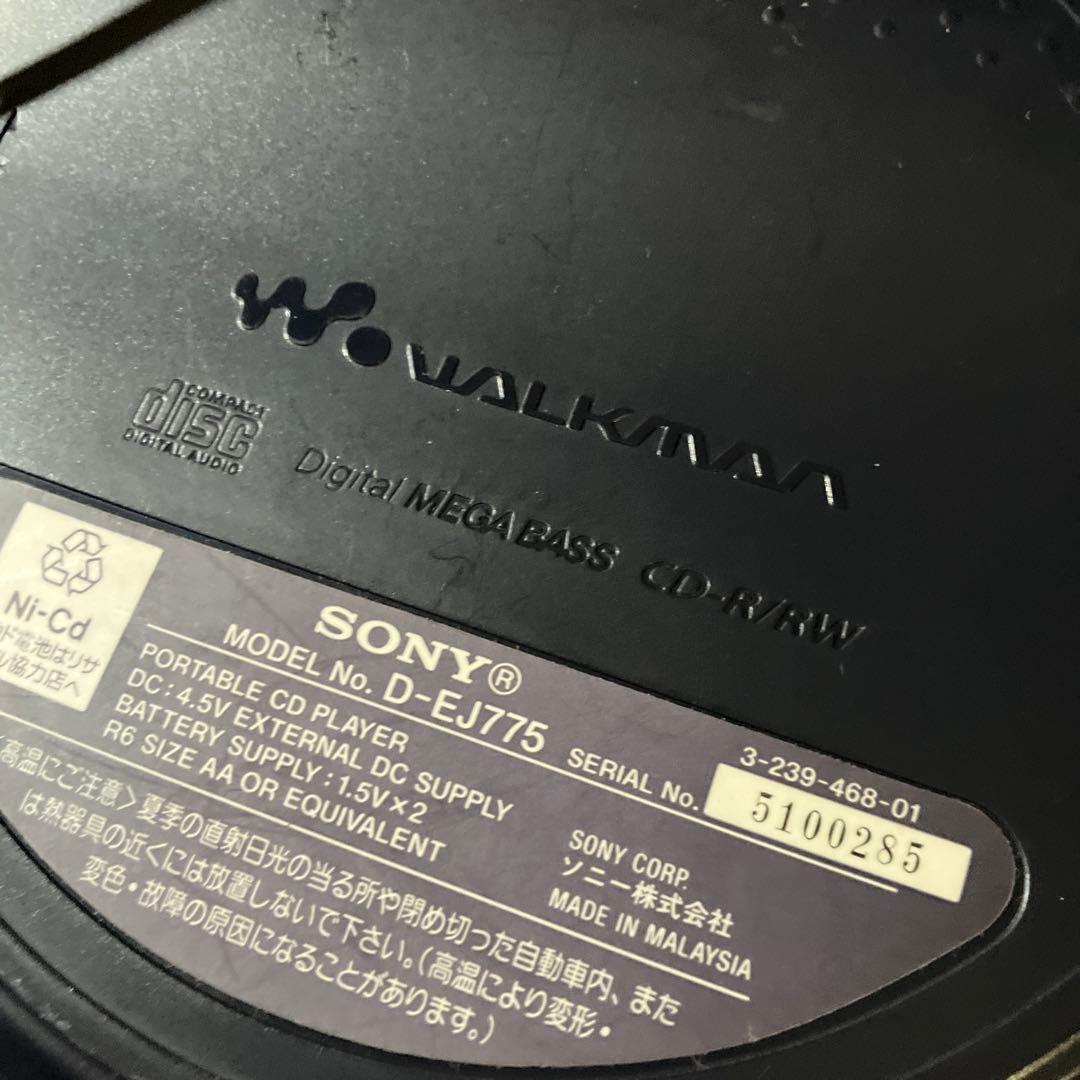 WALKMAN
COMPACT
disc
DIGITAL AUDIO
Digital MEGA BASS CD-R/RW
Ni-Cd
ド電池はリサ
ル協力店へ
SONY®
MODEL No. D-EJ775
PORTABLE CD PLAYER
DC : 4.5V EXTERNAL DC SUPPLY
BATTERY SUPPLY : 1.5V×2
R6 SIZE AA OR EQUIVALENT
SERIAL No.
3-239-468-01
5100285
SONY CORP.
ソニー株式会社
MADE IN MALAYSIA
高温にご注意>夏季の直射日光の当る所や閉め切った自動車内、また
は熱器具の近くには放置しないで下さい。(高温により変形・
変色・故障の原因になることがあります。)